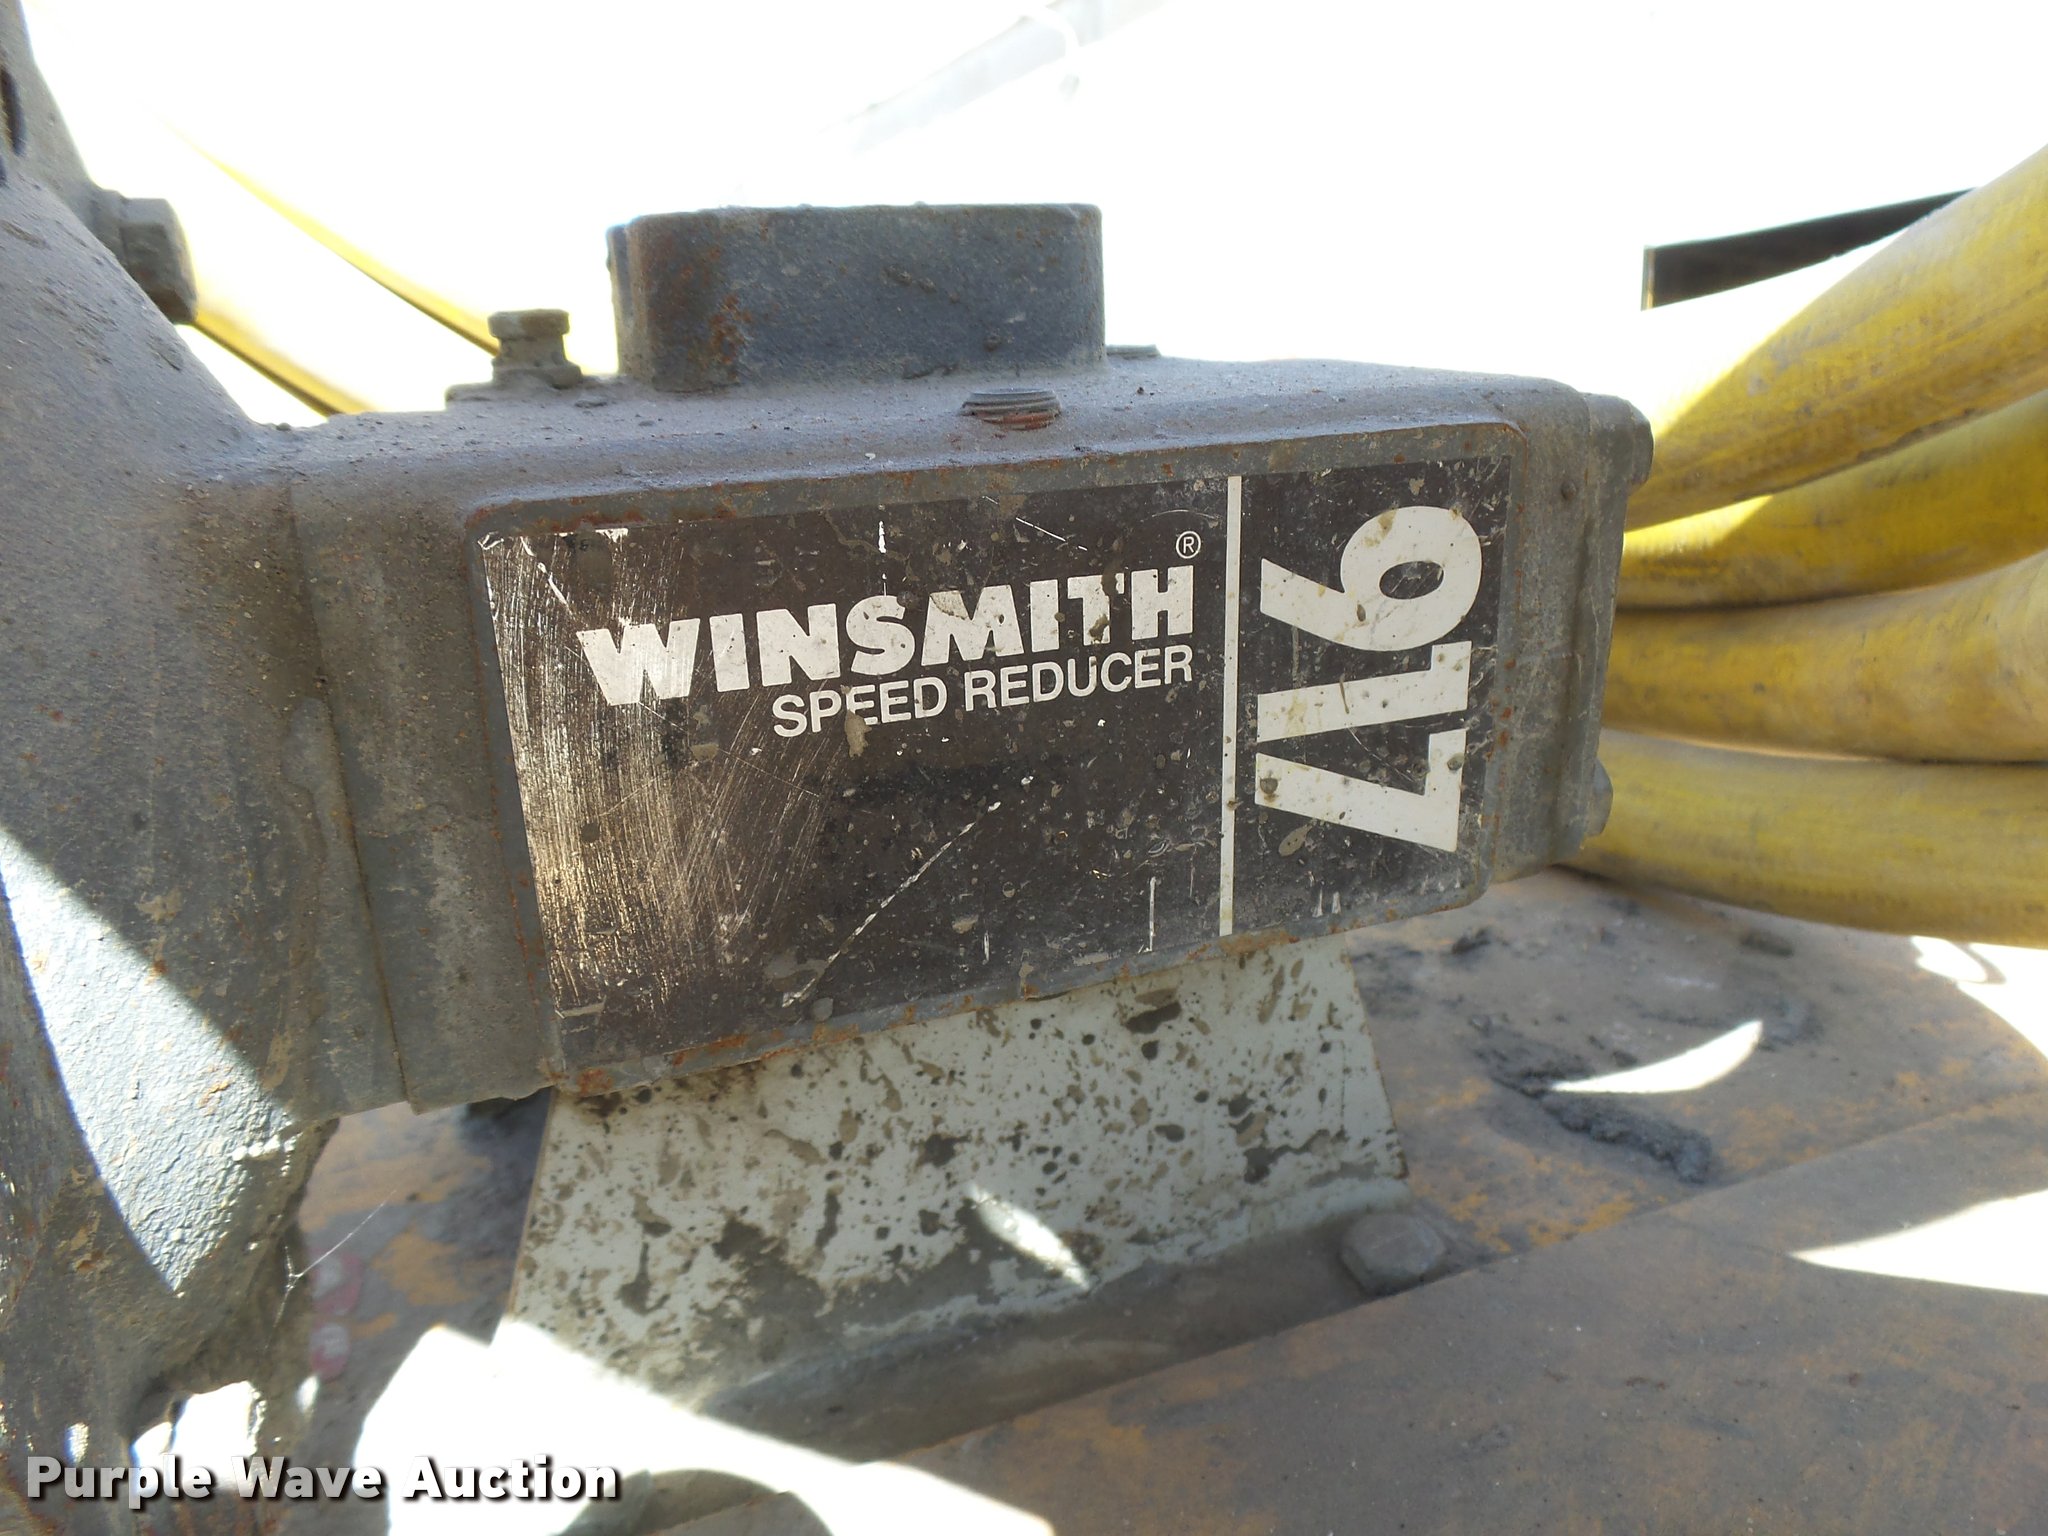 WINSMITH®
SPEED REDUCER
917
Purple Wave Auction